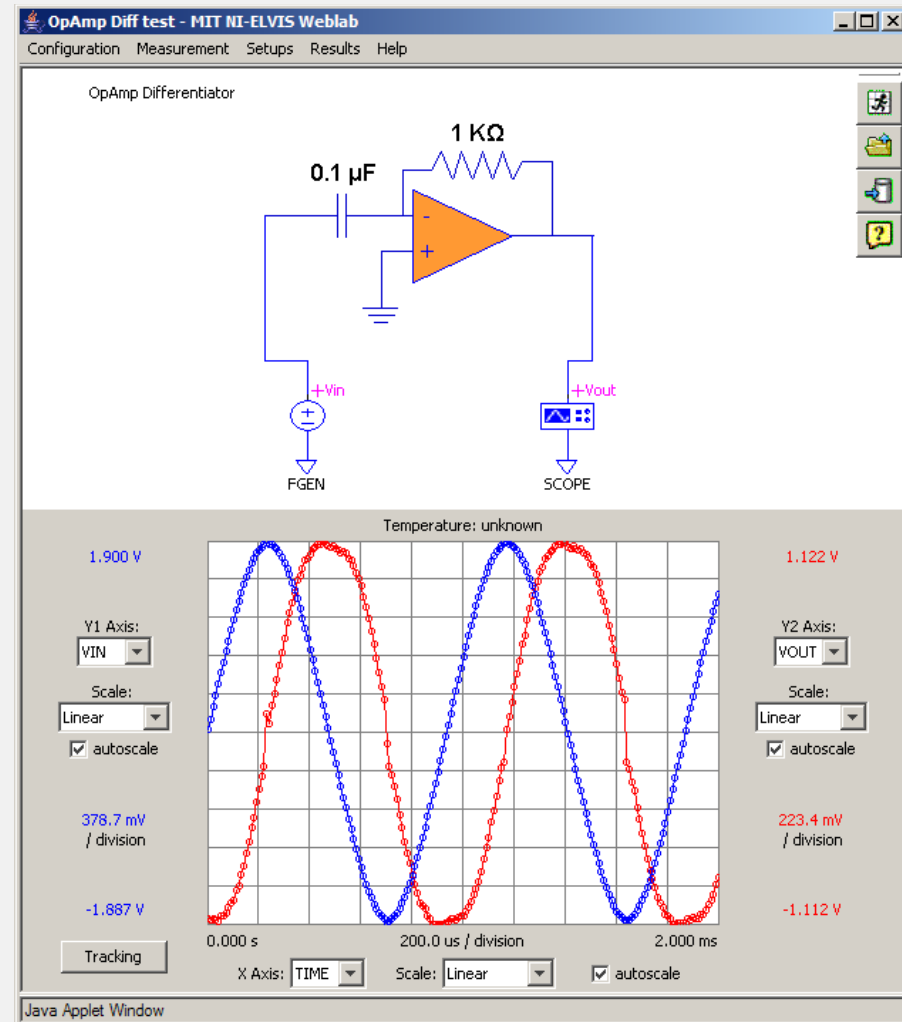 OpAmp Diff test - MIT NI-ELVIS Weblab
Configuration Measurement Setups Results Help
OpAmp Differentiator
1 KΩ
0.1 µF
-
+
+Vin
+Vout
FGEN
SCOPE
Temperature: unknown
1.900 V
1.122 V
Y1 Axis:
VIN
Y2 Axis:
VOUT
Scale:
Linear
autoscale
Scale:
Linear
autoscale
378.7 mV
/ division
223.4 mV
/ division
-1.887 V
-1.112 V
0.000 s
200.0 us / division
2.000 ms
Tracking
X Axis: TIME Scale: Linear autoscale
Java Applet Window